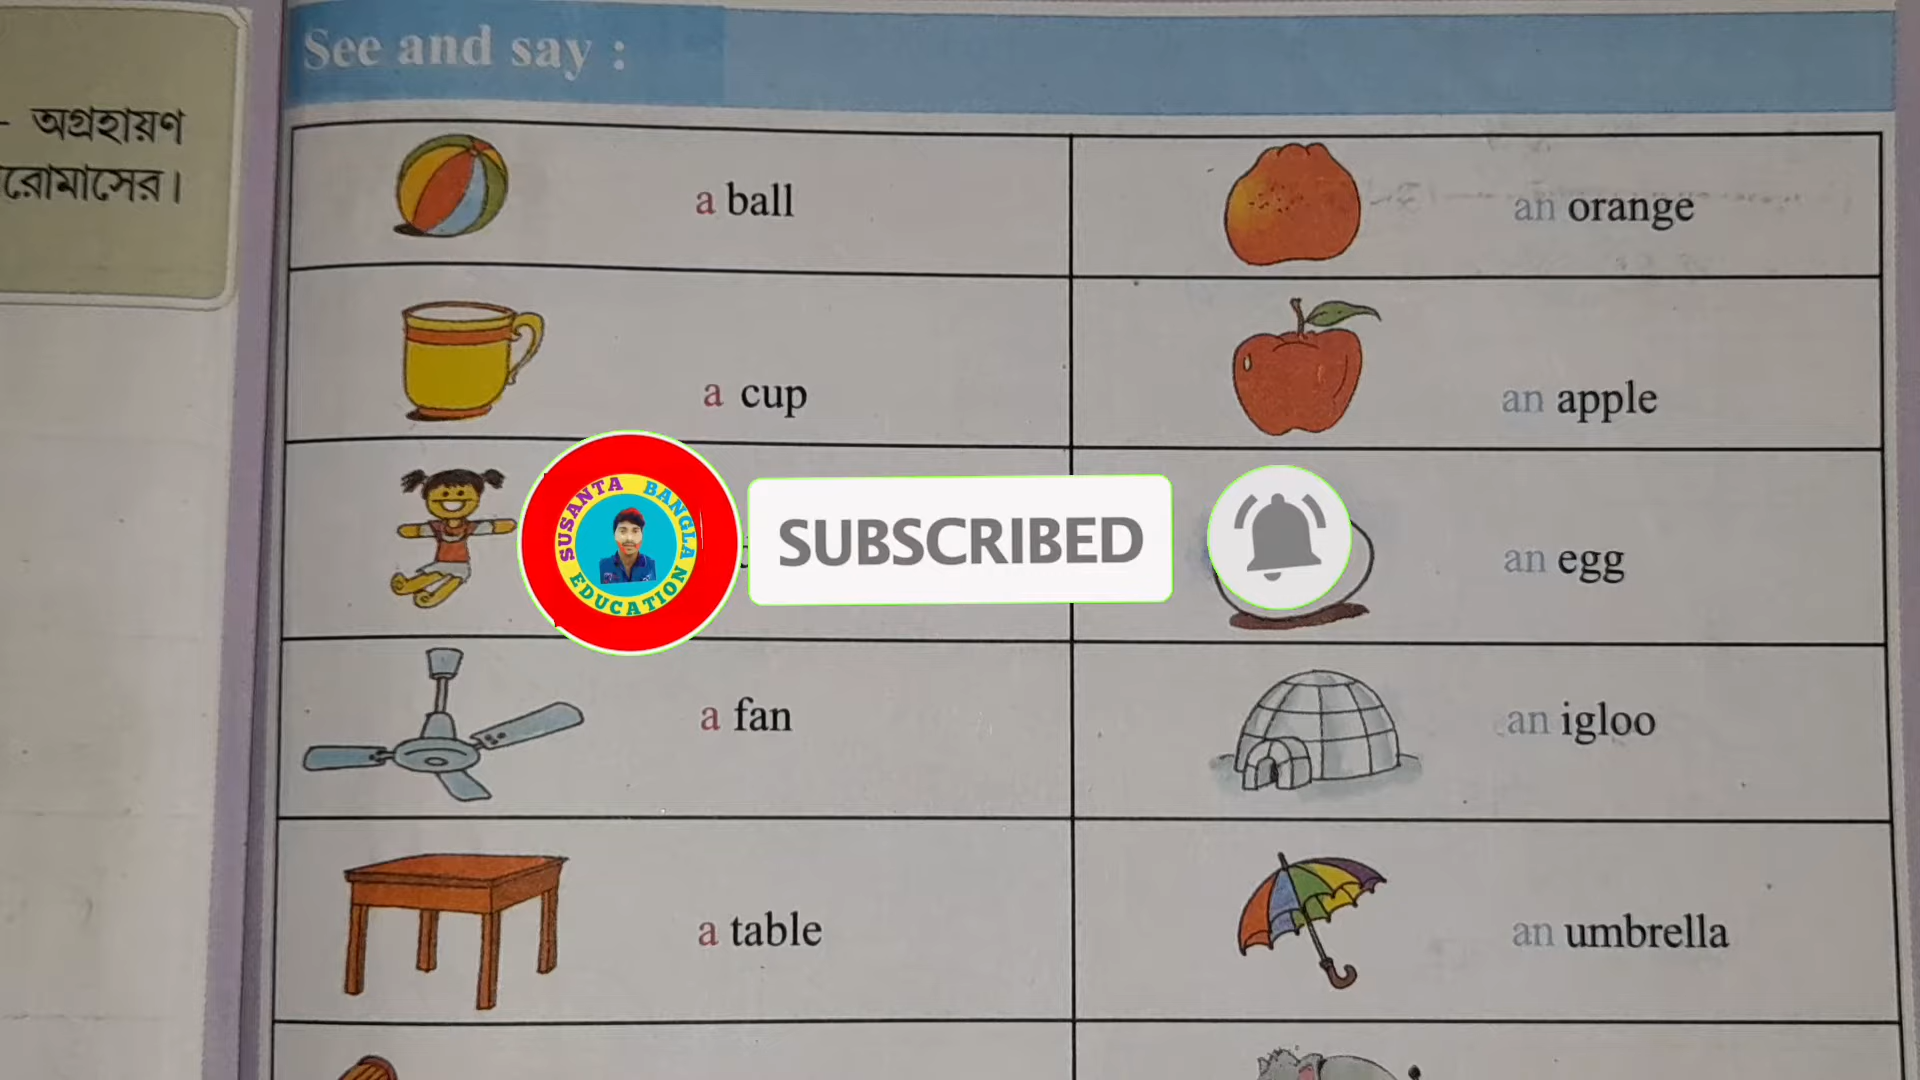 See and say :
- অগ্রহায়ণ
রোমাসের।
a ball
an orange
a cup
an apple
SUSANTA BANGLA EDUCATION
SUBSCRIBED
an egg
a fan
an igloo
a table
an umbrella